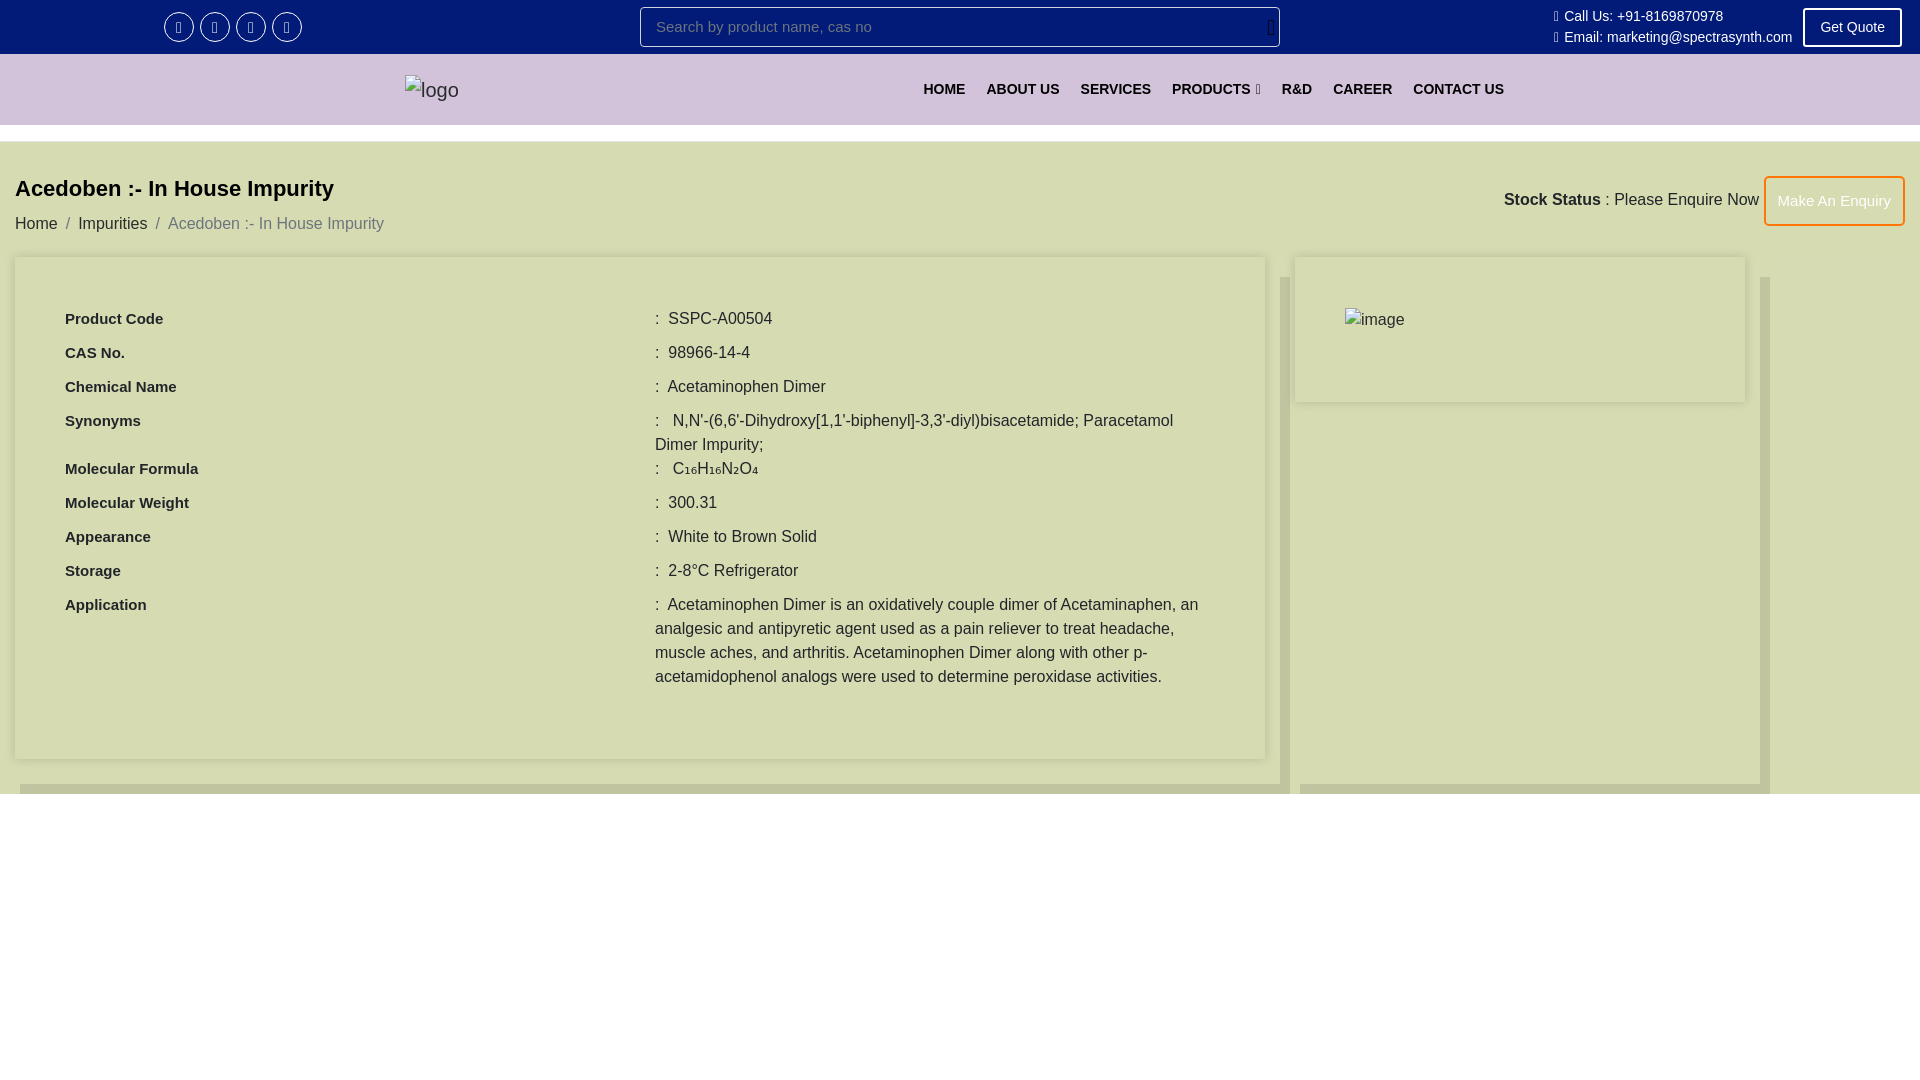 Search by product name, cas no
Call Us: +91-8169870978
Email: marketing@spectrasynth.com
Get Quote
logo
HOME ABOUT US SERVICES PRODUCTS R&D CAREER CONTACT US
Acedoben :- In House Impurity
Home / Impurities / Acedoben :- In House Impurity
Stock Status : Please Enquire Now
Make An Enquiry
Product Code : SSPC-A00504
CAS No. : 98966-14-4
Chemical Name : Acetaminophen Dimer
Synonyms : N,N'-(6,6'-Dihydroxy[1,1'-biphenyl]-3,3'-diyl)bisacetamide; Paracetamol
Dimer Impurity;
Molecular Formula : C₁₆H₁₆N₂O₄
Molecular Weight : 300.31
Appearance : White to Brown Solid
Storage : 2-8°C Refrigerator
Application : Acetaminophen Dimer is an oxidatively couple dimer of Acetaminaphen, an
analgesic and antipyretic agent used as a pain reliever to treat headache,
muscle aches, and arthritis. Acetaminophen Dimer along with other p-
acetamidophenol analogs were used to determine peroxidase activities.
image